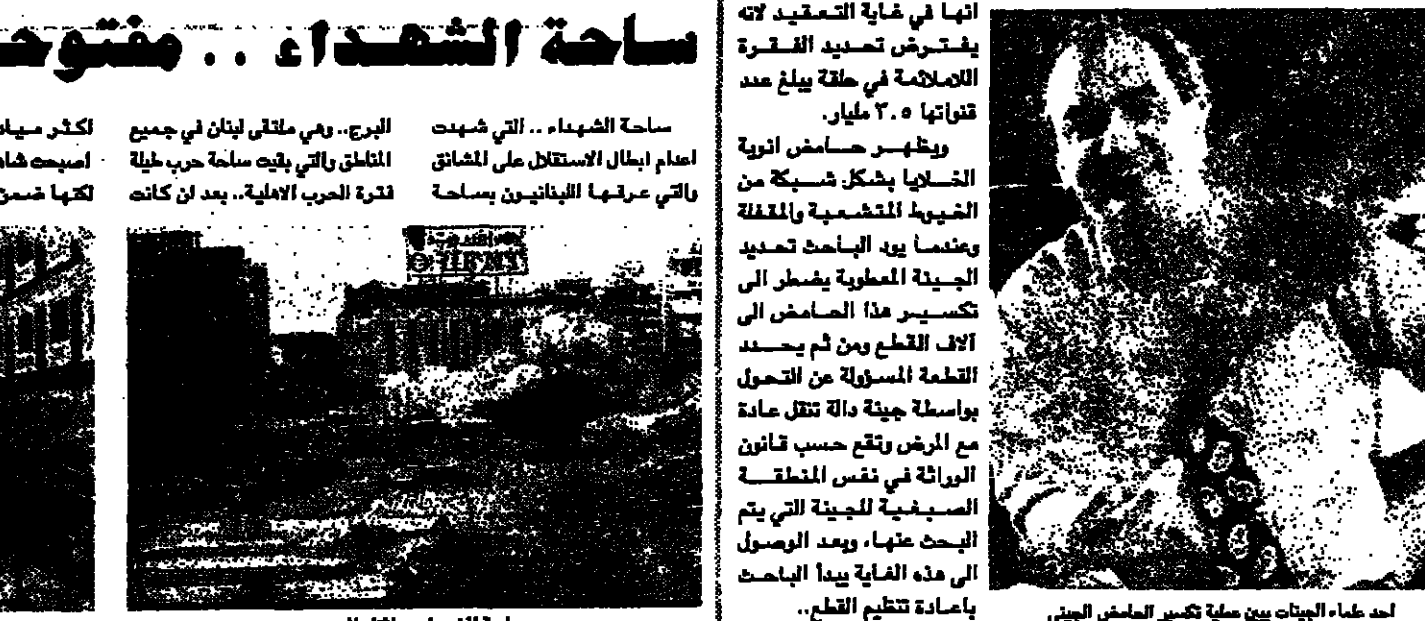 انها في غاية التعقيد لانه
يفترض تحديد الفقرة
اللاملائمة في حلقة يبلغ عدد
قنواتها ٣.٥ مليار.
ويظهر حامض انوية
الخلايا بشكل شبكة من
الخيوط المتشعبة والمقفلة
وعندما يود الباحث تحديد
الجينة المعطوبة يضطر الى
تكسير هذا الحامض الى
آلاف القطع ومن ثم يحدد
القطعة المسؤولة عن التحول
بواسطة جينة دالة تنقل عادة
مع المرض وتقع حسب قانون
الوراثة في نفس المنطقة
الصبغية للجينة التي يتم
البحث عنها، وبعد الوصول
الى هذه الغاية يبدأ الباحث
باعادة تنظيم القطع..
احد علماء الجينات يبين عملية تكسير الحامض الجيني
ساحة الشهداء .. مفتوحـ
ساحة الشهداء .. التي شهدت
اعدام ابطال الاستقلال على المشانق
والتي عرفها اللبنانيون بساحة
البرج.. وهي ملتقى لبنان في جميع
المناطق والتي بقيت ساحة حرب طيلة
فترة الحرب الاهلية.. بعد ان كانت
اكثر
اصبحت
لكنها ضمن